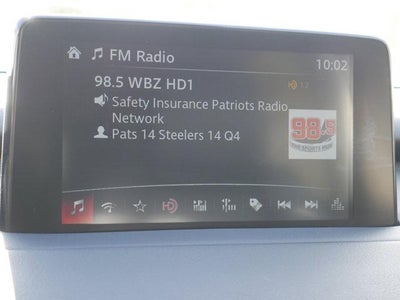 FM Radio
10:02
98.5 WBZ HD1
Safety Insurance Patriots Radio
Network
Pats 14 Steelers 14 Q4
98.5
HD